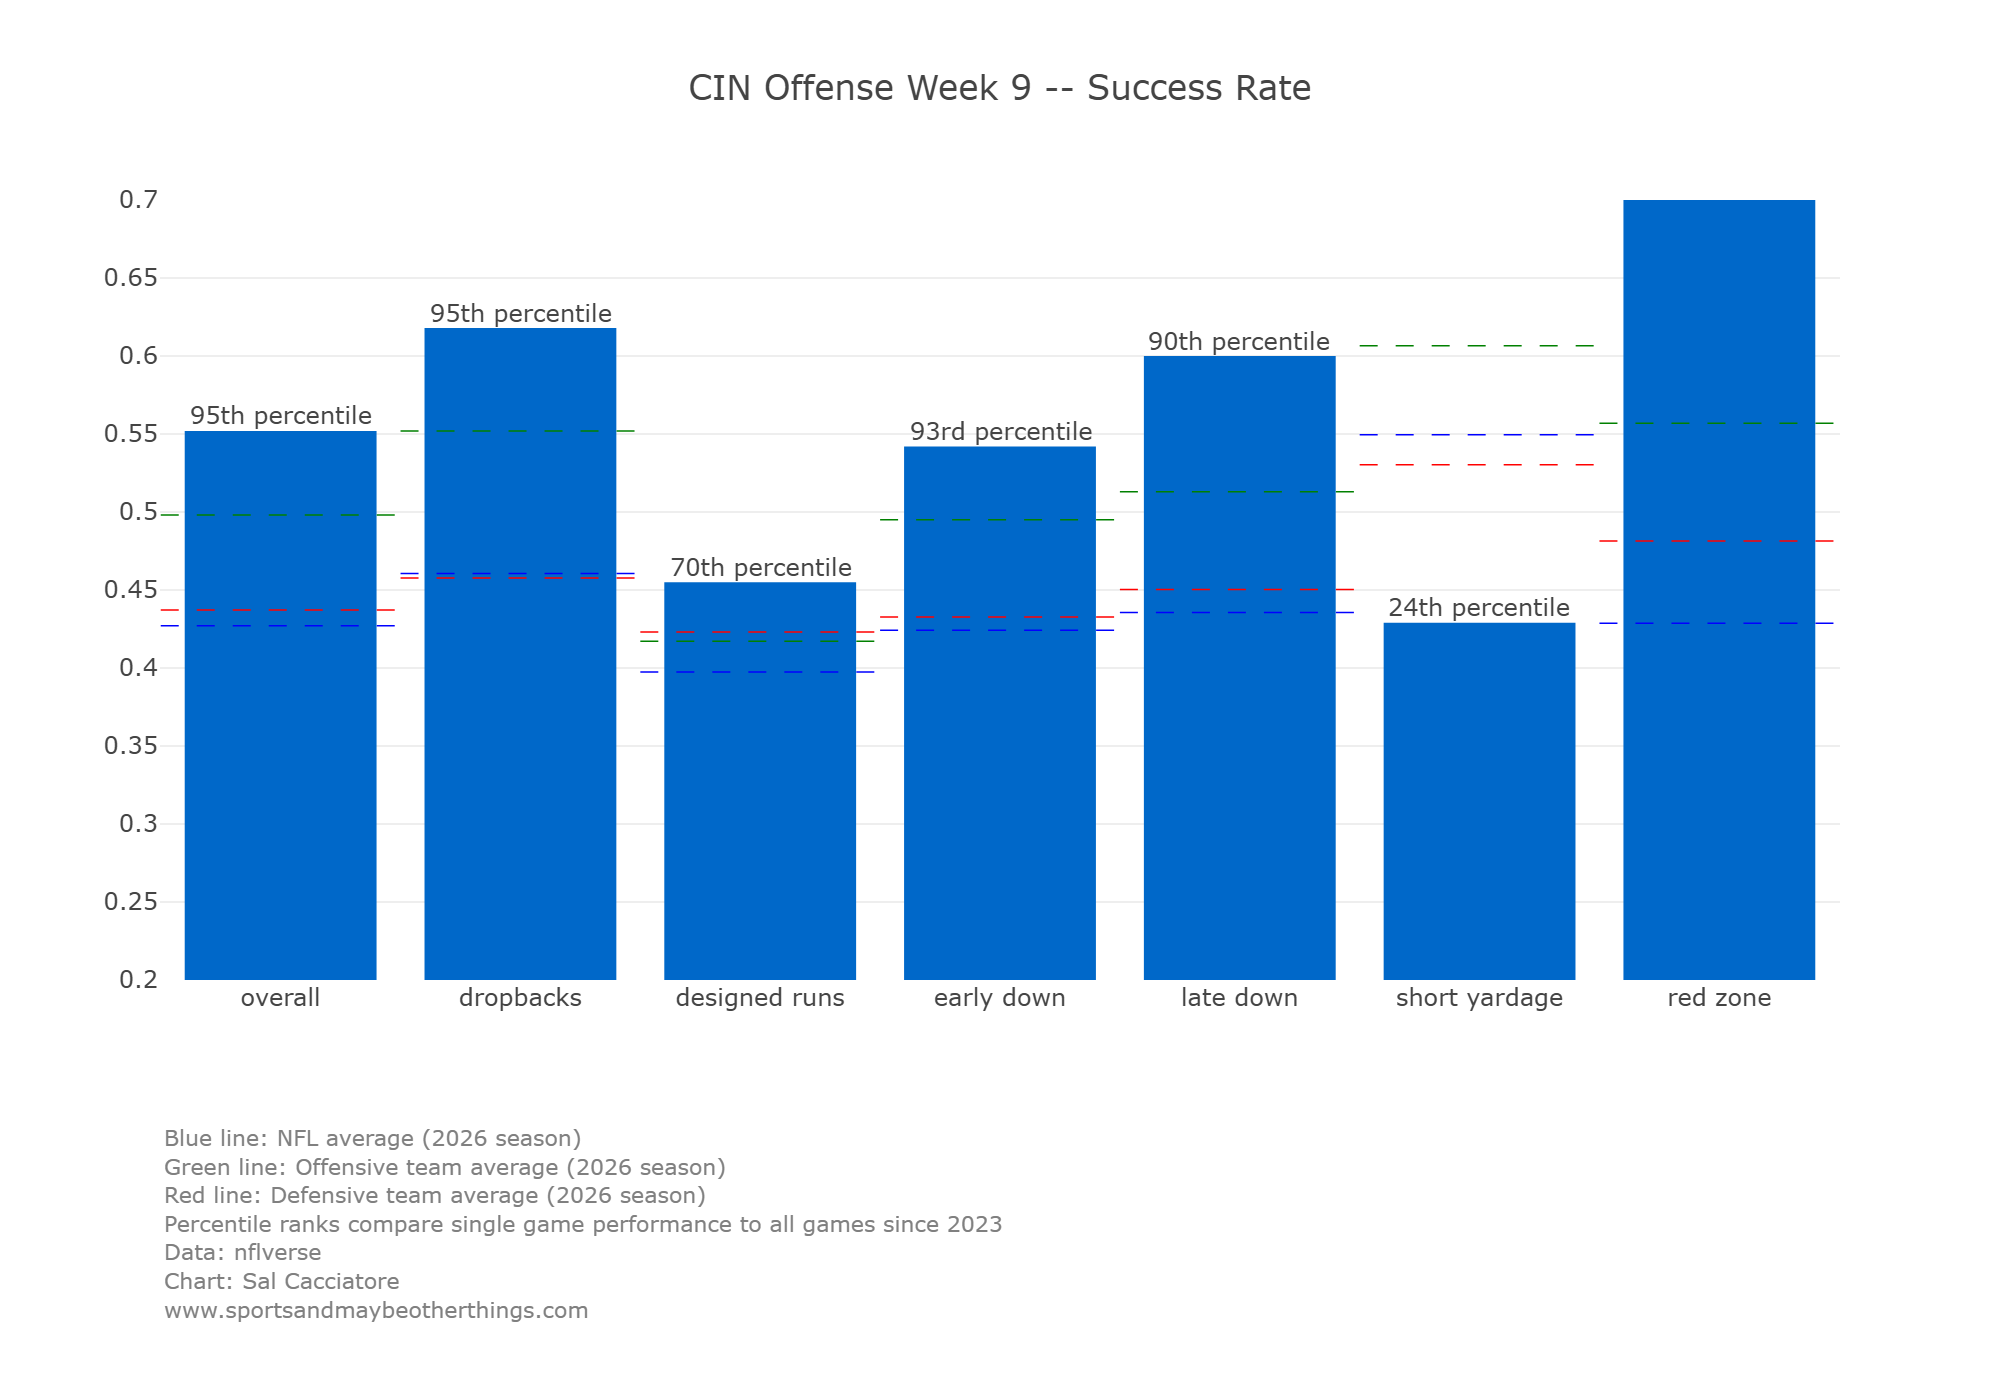 CIN Offense Week 9 -- Success Rate
0.7
0.65
0.6
0.55
0.5
0.45
0.4
0.35
0.3
0.25
0.2
95th percentile
95th percentile
70th percentile
93rd percentile
90th percentile
24th percentile
overall
dropbacks
designed runs
early down
late down
short yardage
red zone
Blue line: NFL average (2026 season)
Green line: Offensive team average (2026 season)
Red line: Defensive team average (2026 season)
Percentile ranks compare single game performance to all games since 2023
Data: nflverse
Chart: Sal Cacciatore
www.sportsandmaybeotherthings.com